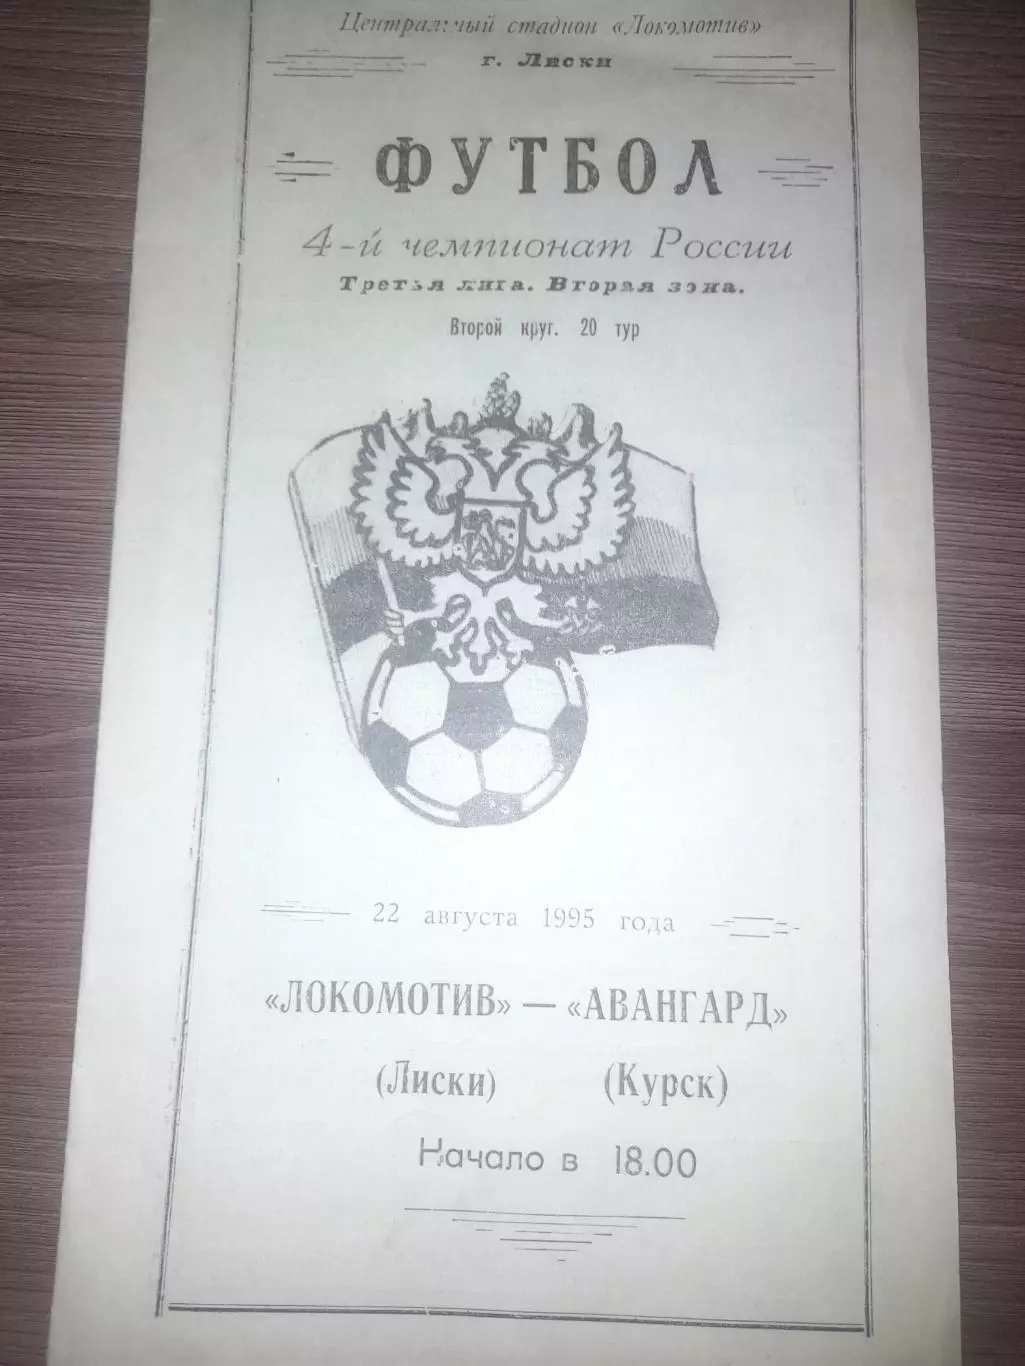 Центральный стадион «Локомотив»
г. Лиски
ФУТБОЛ
4-й чемпионат России
Третья лига. Вторая зона.
Второй круг. 20 тур
22 августа 1995 года
«ЛОКОМОТИВ» — «АВАНГАРД»
(Лиски) (Курск)
Начало в 18.00